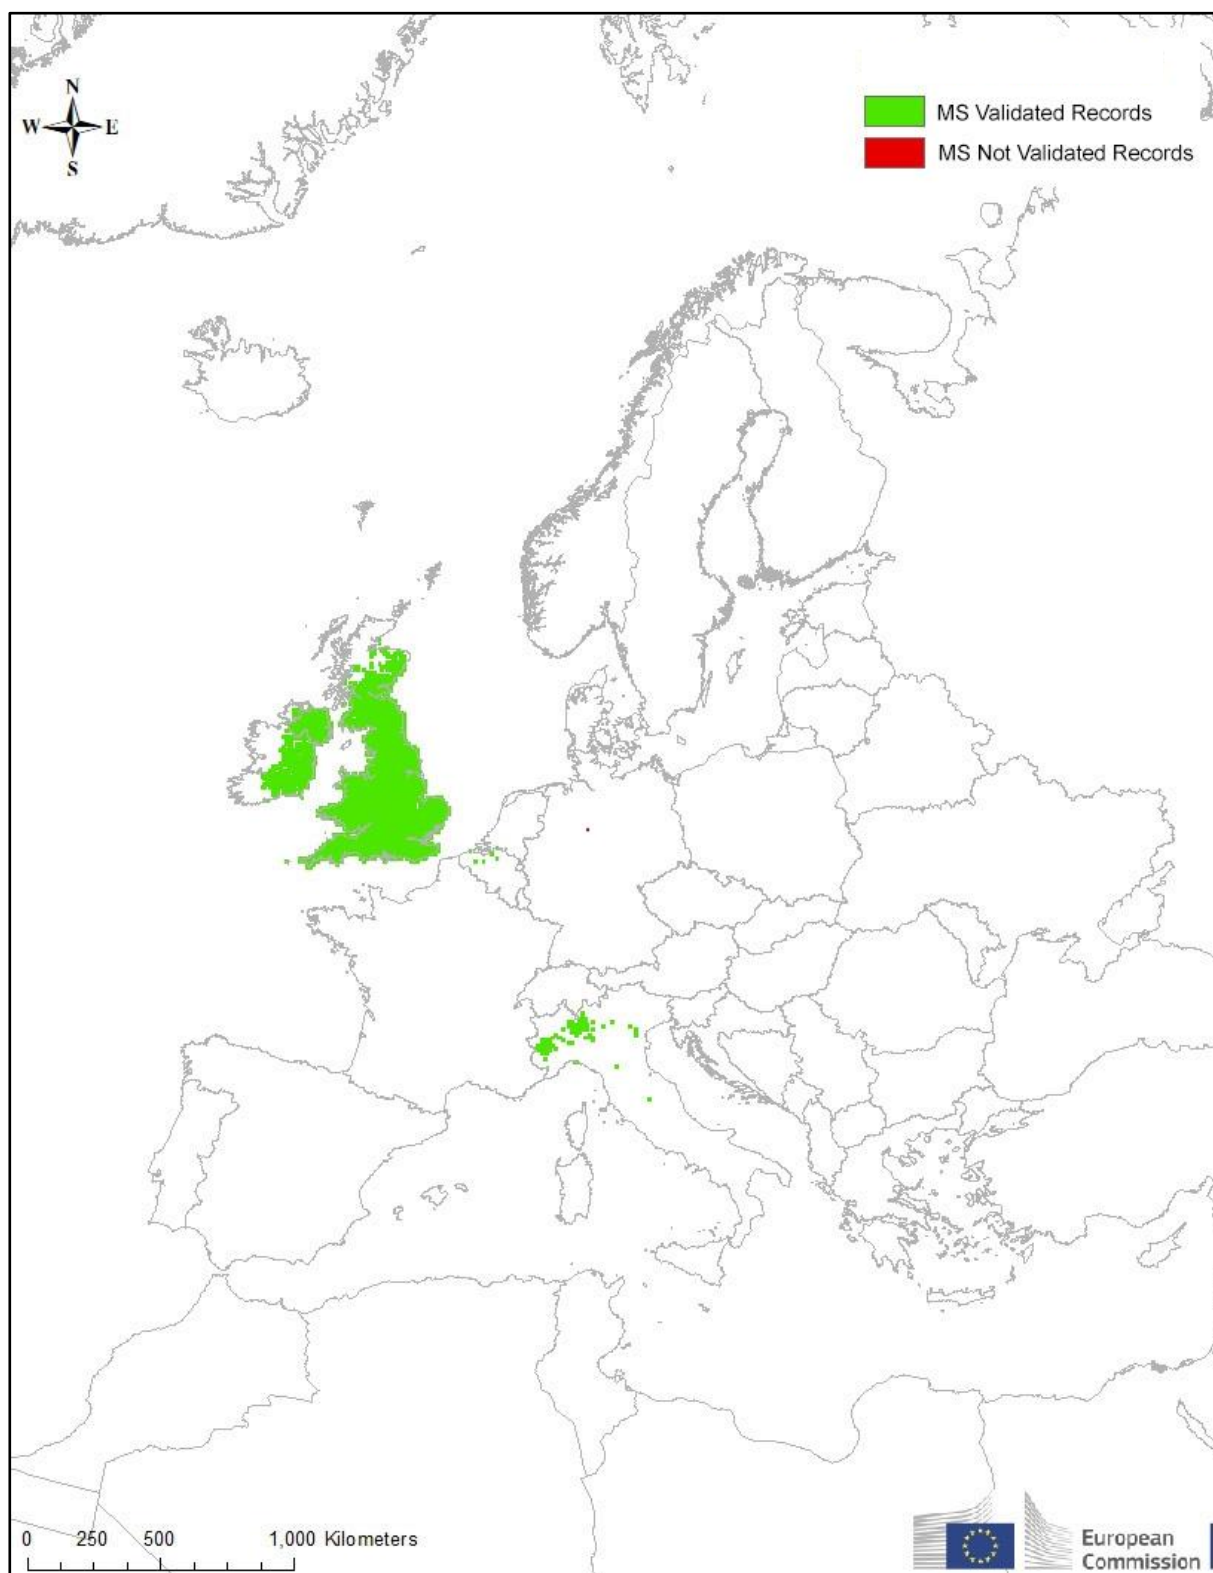 N
W E
S
MS Validated Records
MS Not Validated Records
0 250 500 1,000 Kilometers
European
Commission